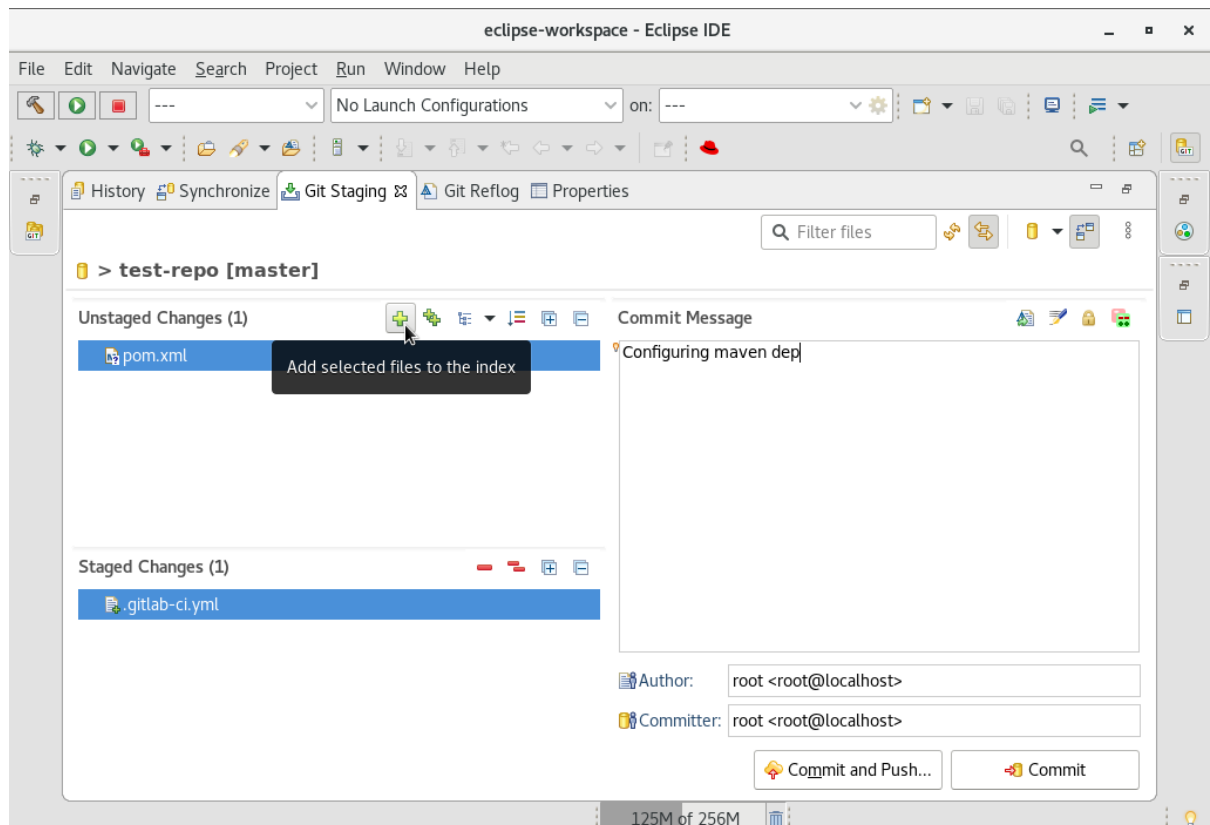 eclipse-workspace - Eclipse IDE
File Edit Navigate Search Project Run Window Help
--- No Launch Configurations on: ---
GIT
History Synchronize Git Staging Git Reflog Properties
GIT
Filter files
> test-repo [master]
Unstaged Changes (1)
pom.xml
Add selected files to the index
Staged Changes (1)
.gitlab-ci.yml
Commit Message
Configuring maven dep
Author: root <root@localhost>
Committer: root <root@localhost>
Commit and Push... Commit
125M of 256M